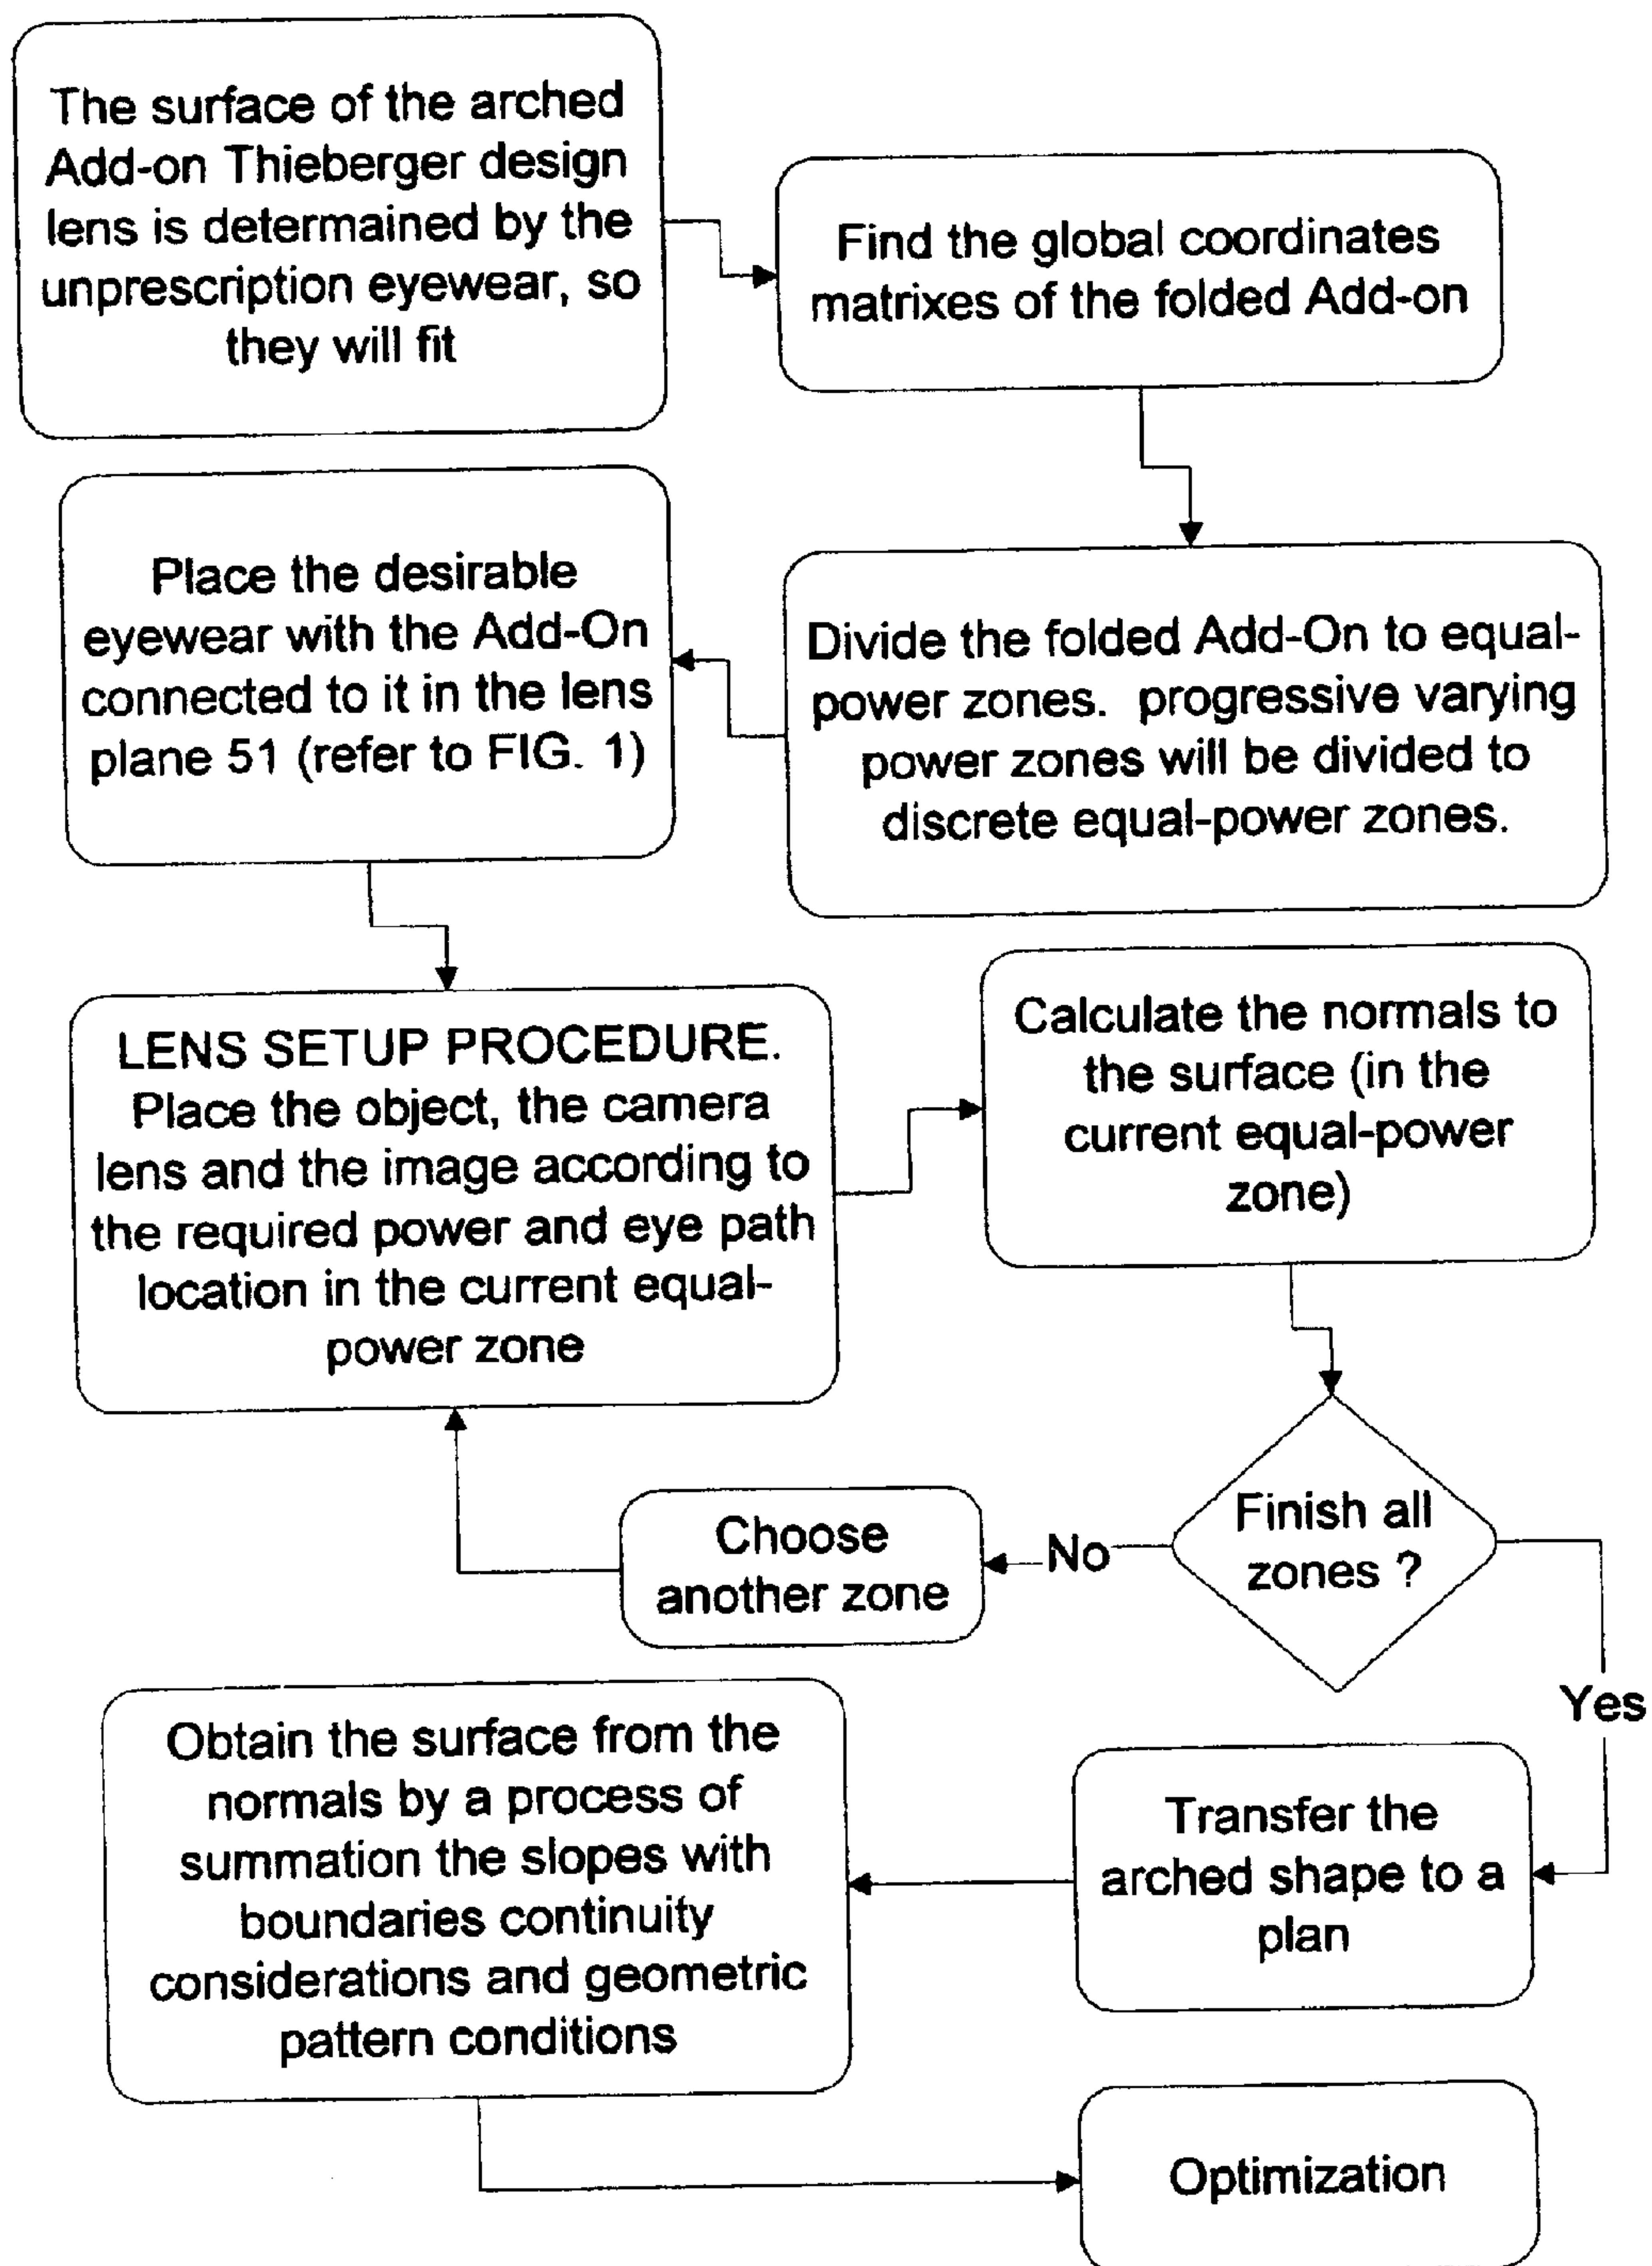 The surface of the arched
Add-on Thieberger design
lens is determained by the
unprescription eyewear, so
they will fit
Find the global coordinates
matrixes of the folded Add-on
Divide the folded Add-On to equal-
power zones.  progressive varying
power zones will be divided to
discrete equal-power zones.
Place the desirable
eyewear with the Add-On
connected to it in the lens
plane 51 (refer to FIG. 1)
LENS SETUP PROCEDURE.
Place the object, the camera
lens and the image according to
the required power and eye path
location in the current equal-
power zone
Calculate the normals to
the surface (in the
current equal-power
zone)
Finish all
zones ?
No
Choose
another zone
Yes
Transfer the
arched shape to a
plan
Obtain the surface from the
normals by a process of
summation the slopes with
boundaries continuity
considerations and geometric
pattern conditions
Optimization